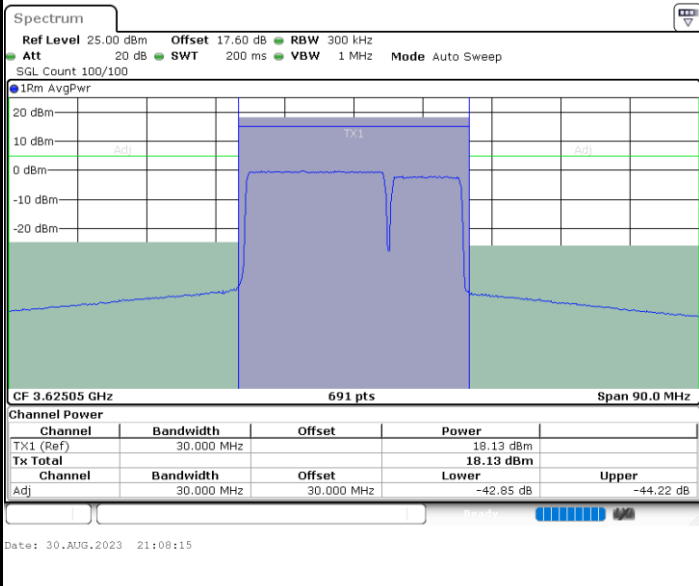 Spectrum
Ref Level 25.00 dBm Offset 17.60 dB RBW 300 kHz
Att 20 dB SWT 200 ms VBW 1 MHz Mode Auto Sweep
SGL Count 100/100
1Rm AvgPwr
20 dBm
TX1
10 dBm
Adj Adj
0 dBm
-10 dBm
-20 dBm
CF 3.62505 GHz 691 pts Span 90.0 MHz
Channel Power
Channel Bandwidth Offset Power
TX1 (Ref) 30.000 MHz 18.13 dBm
Tx Total 18.13 dBm
Channel Bandwidth Offset Lower Upper
Adj 30.000 MHz 30.000 MHz -42.85 dB -44.22 dB
Ready
Date: 30.AUG.2023 21:08:15